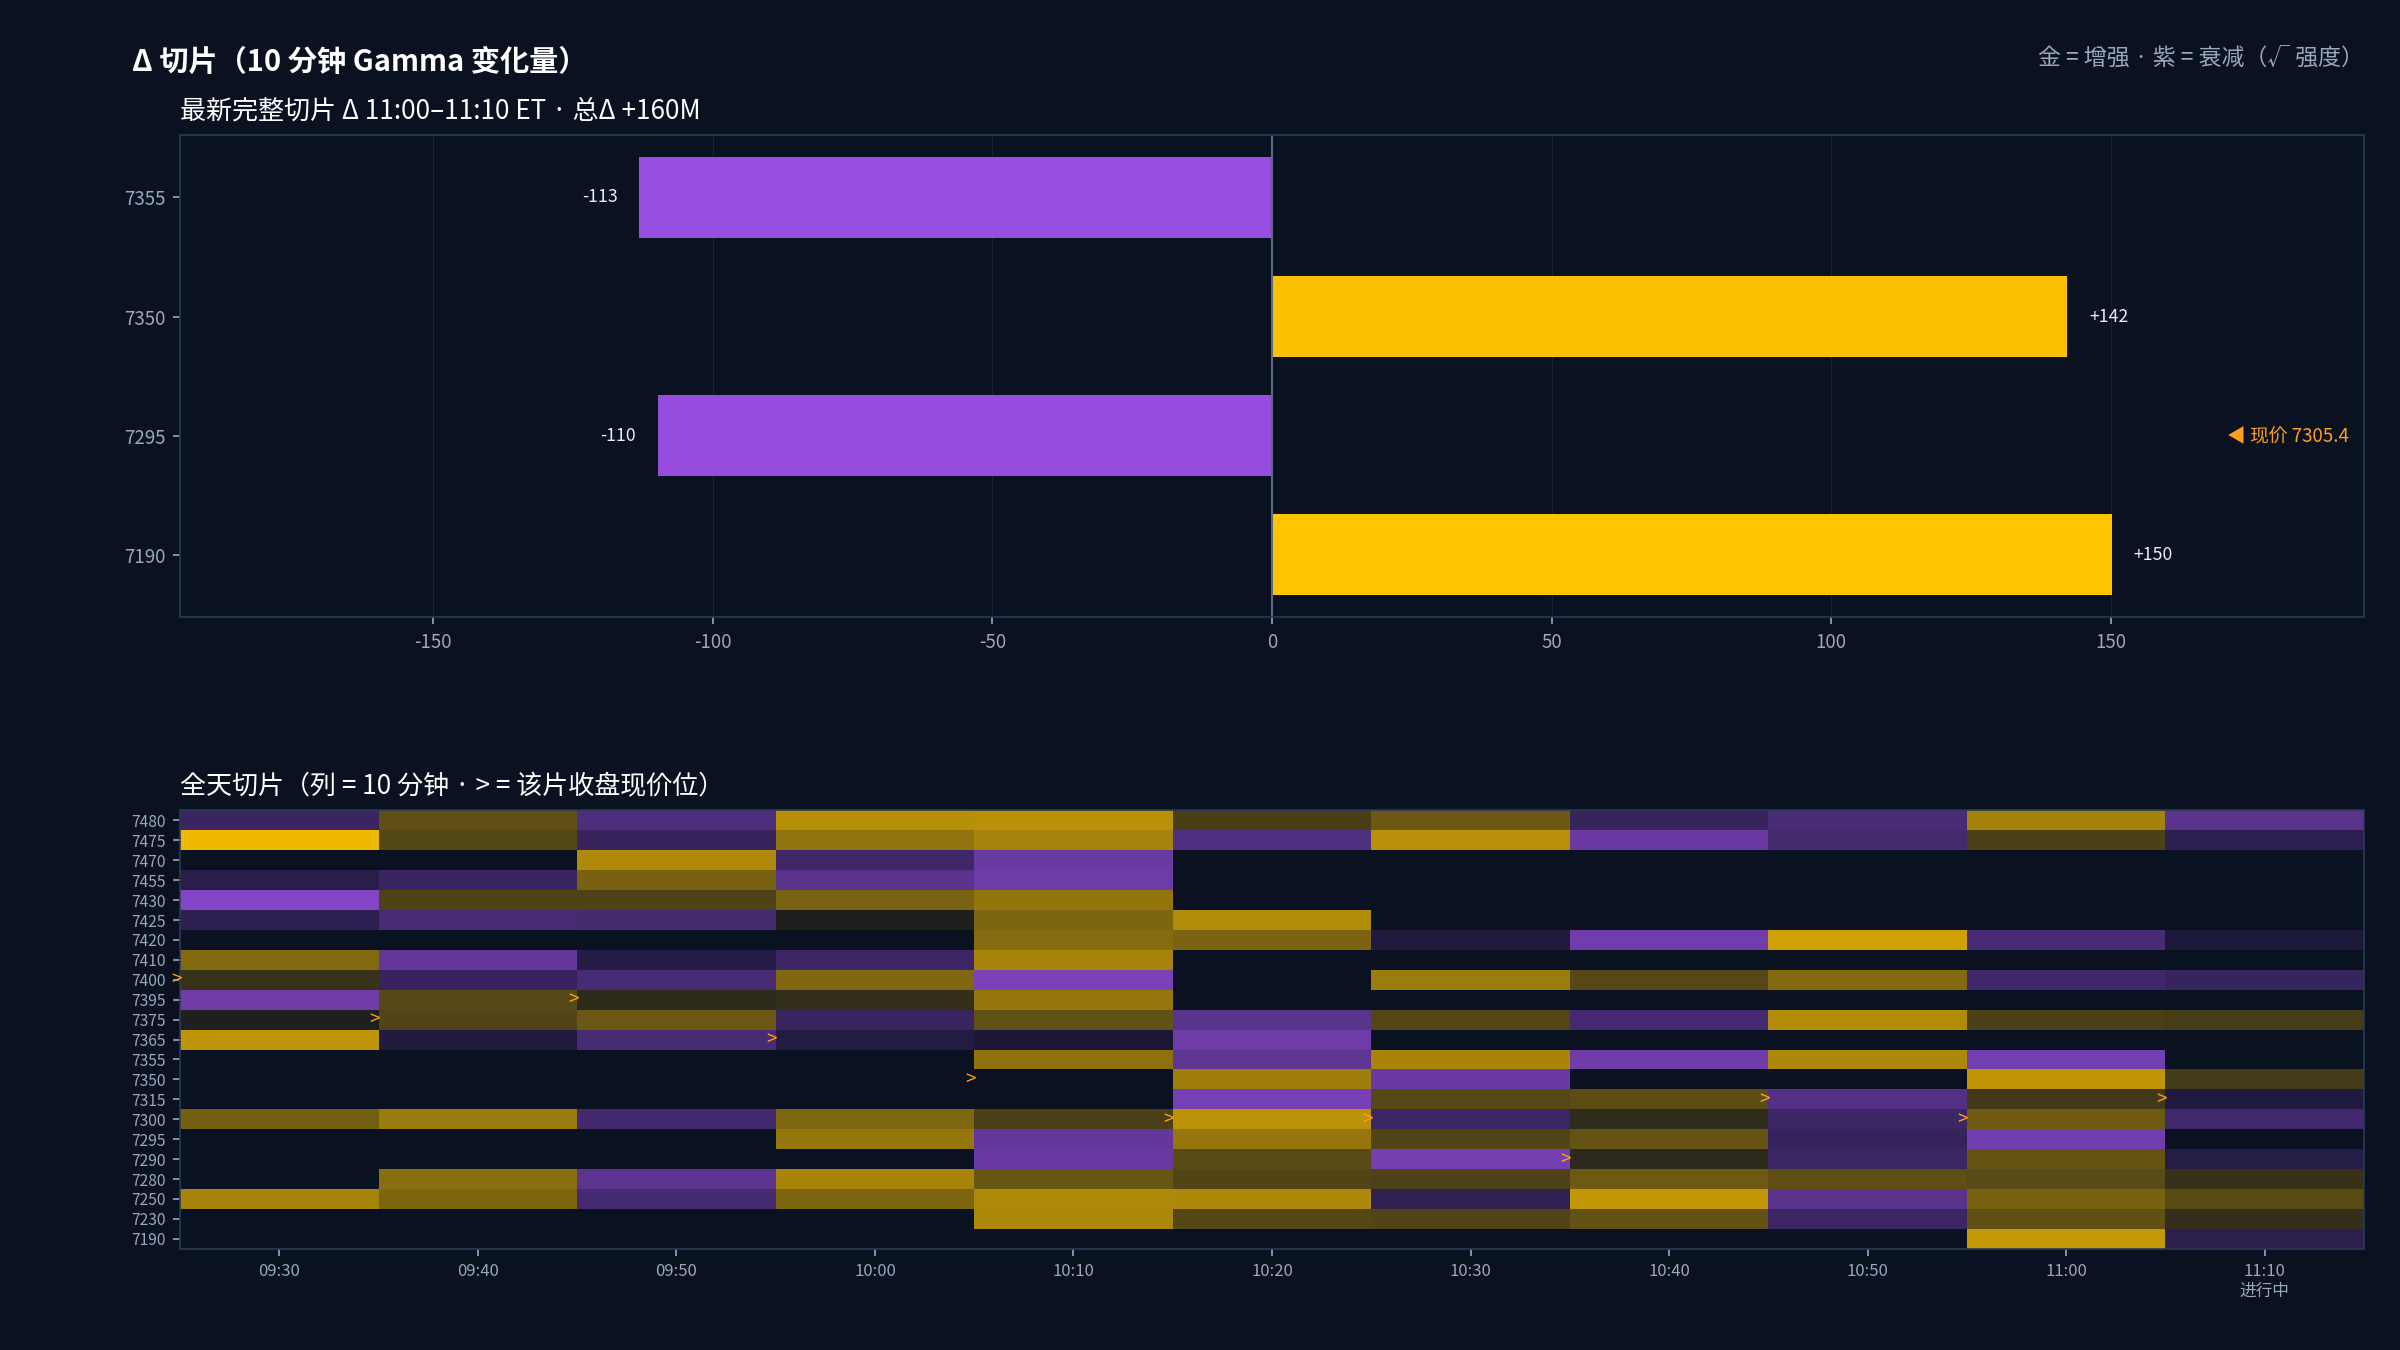 Δ 切片（10 分钟 Gamma 变化量）
金 = 增强 · 紫 = 衰减（√ 强度）
最新完整切片 Δ 11:00–11:10 ET · 总Δ +160M
7355
-113
7350
+142
7295
-110
◀ 现价 7305.4
7190
+150
-150 -100 -50 0 50 100 150
全天切片（列 = 10 分钟 · > = 该片收盘现价位）
7480
7475
7470
7455
7430
7425
7420
7410
7400 >
7395 >
7375 >
7365 >
7355
7350 >
7315 > >
7300 > > >
7295
7290 >
7280
7250
7230
7190
09:30 09:40 09:50 10:00 10:10 10:20 10:30 10:40 10:50 11:00 11:10
进行中